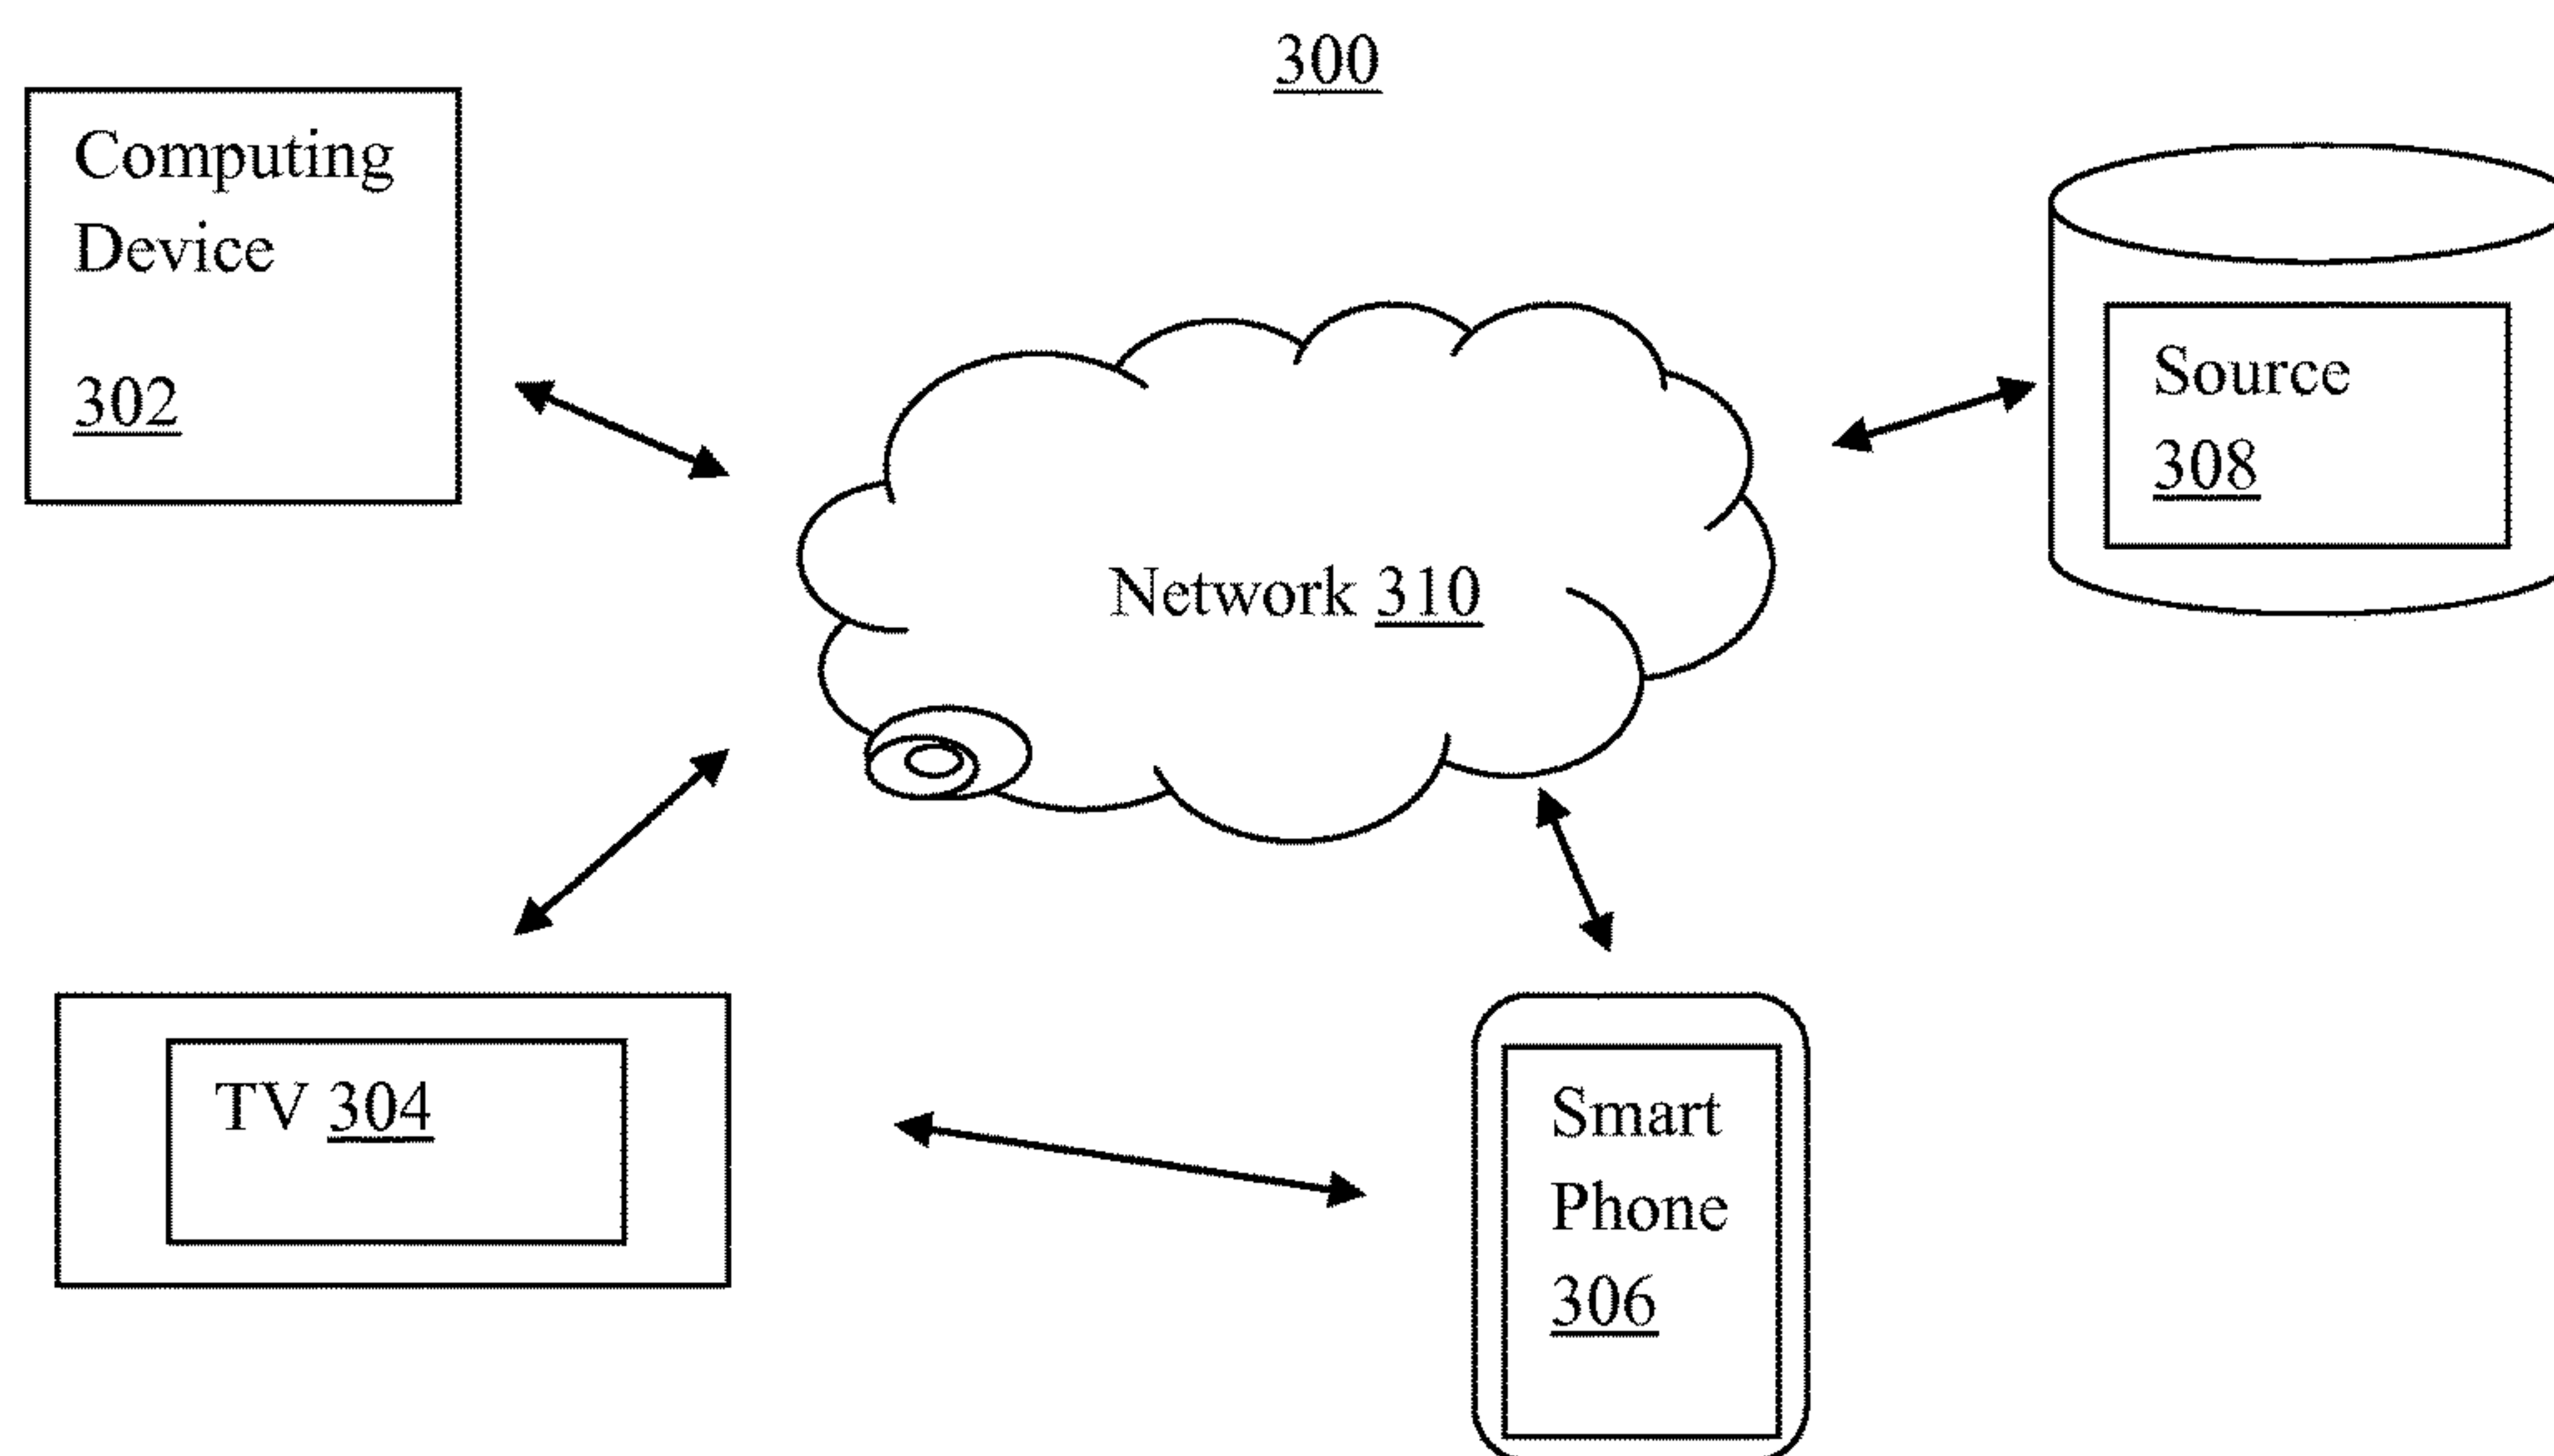 300
Computing
Device
302
Source
308
Network 310
TV 304
Smart
Phone
306